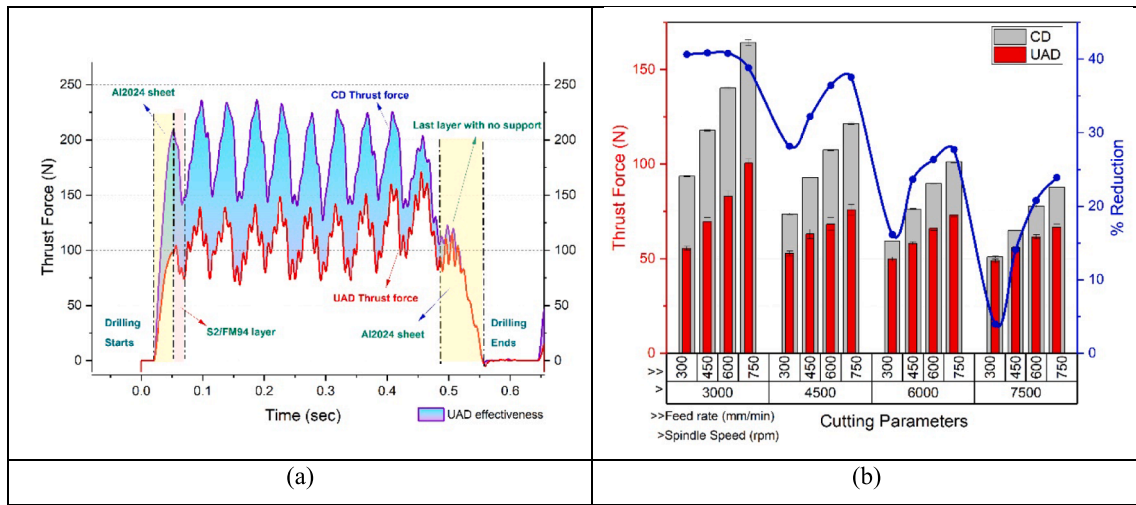 250
200
150
100
50
0
Thrust Force (N)
250
200
150
100
50
0
Al2024 sheet
CD Thrust force
Last layer with no support
UAD Thrust force
S2/FM94 layer
Al2024 sheet
Drilling
Starts
Drilling
Ends
0.0 0.1 0.2 0.3 0.4 0.5 0.6
Time (sec)
UAD effectiveness
(a)
CD
UAD
150
100
50
0
Thrust Force (N)
40
30
20
10
0
% Reduction
>> 300 450 600 750 300 450 600 750 300 450 600 750 300 450 600 750
> 3000 4500 6000 7500
>>Feed rate (mm/min)
>Spindle Speed (rpm)
Cutting Parameters
(b)